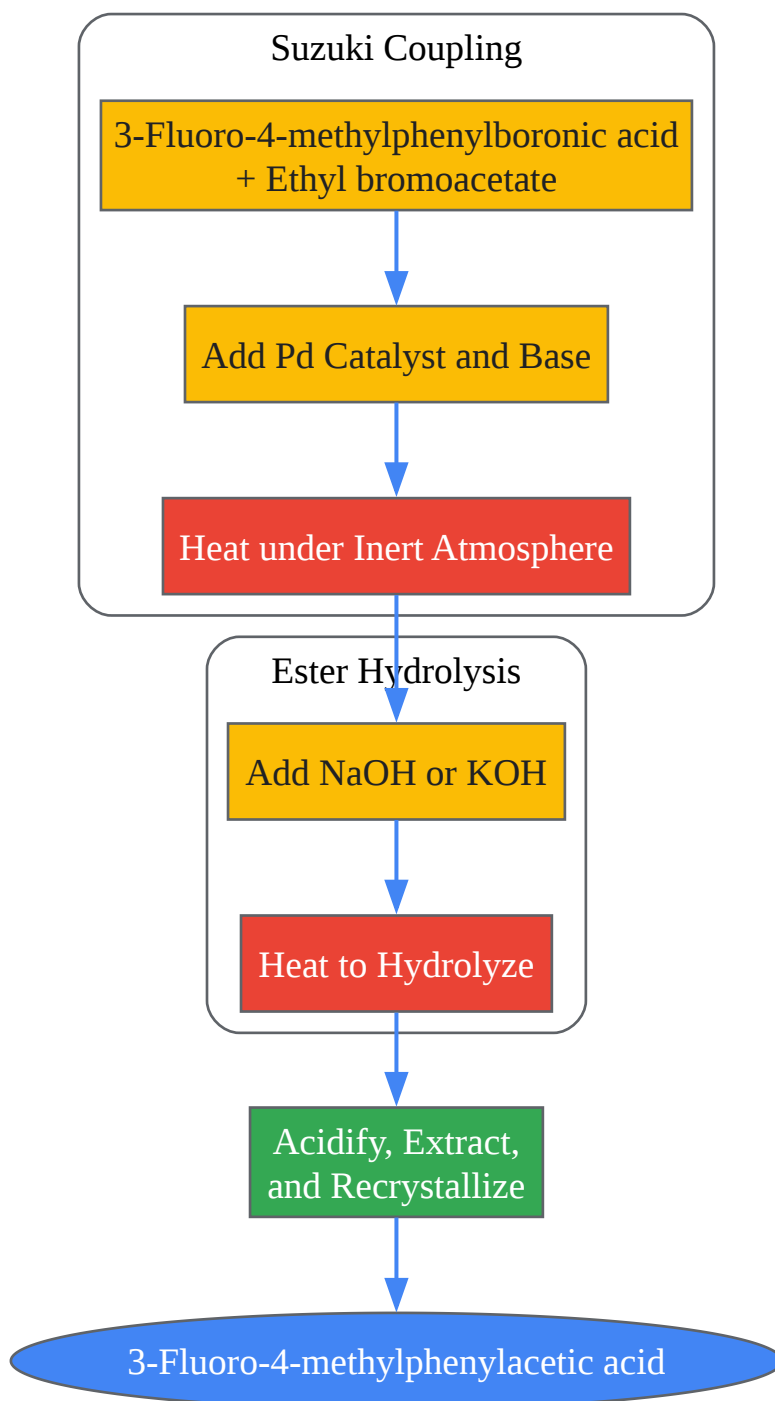 Suzuki Coupling
3-Fluoro-4-methylphenylboronic acid
+ Ethyl bromoacetate
Add Pd Catalyst and Base
Heat under Inert Atmosphere
Ester Hydrolysis
Add NaOH or KOH
Heat to Hydrolyze
Acidify, Extract,
and Recrystallize
3-Fluoro-4-methylphenylacetic acid